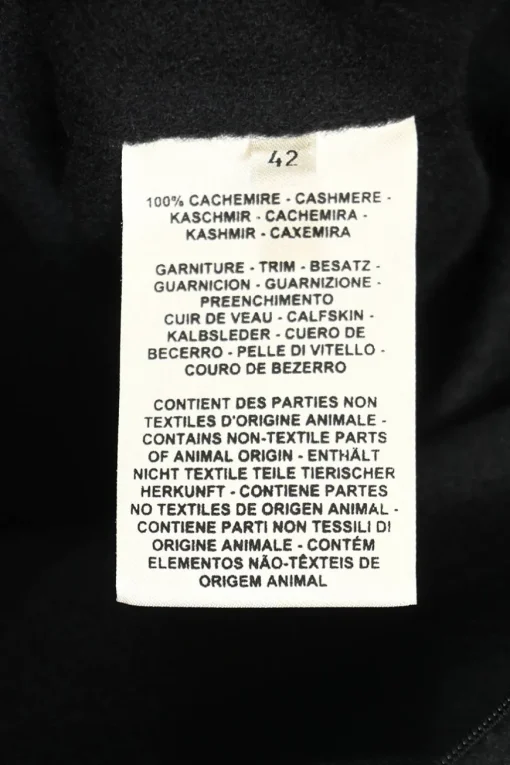 42
100% CACHEMIRE - CASHMERE -
KASCHMIR - CACHEMIRA -
KASHMIR - CAXEMIRA
GARNITURE - TRIM - BESATZ -
GUARNICION - GUARNIZIONE -
PREENCHIMENTO
CUIR DE VEAU - CALFSKIN -
KALBSLEDER - CUERO DE
BECERRO - PELLE DI VITELLO -
COURO DE BEZERRO
CONTIENT DES PARTIES NON
TEXTILES D'ORIGINE ANIMALE -
CONTAINS NON-TEXTILE PARTS
OF ANIMAL ORIGIN - ENTHÄLT
NICHT TEXTILE TEILE TIERISCHER
HERKUNFT - CONTIENE PARTES
NO TEXTILES DE ORIGEN ANIMAL -
CONTIENE PARTI NON TESSILI DI
ORIGINE ANIMALE - CONTÉM
ELEMENTOS NÃO-TÊXTEIS DE
ORIGEM ANIMAL